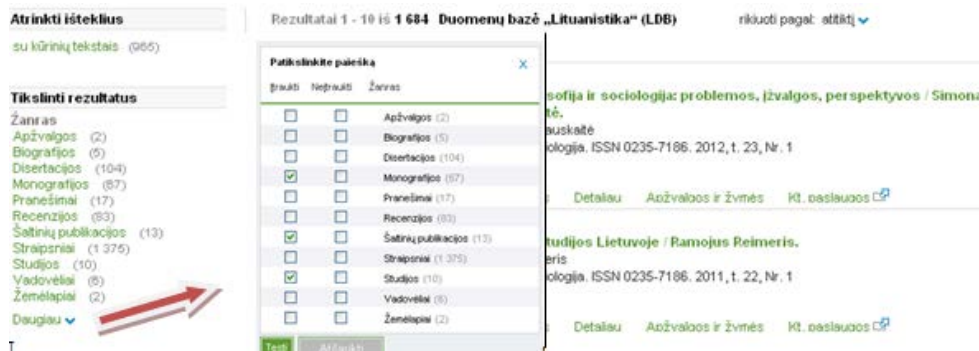 Atrinkti išteklius
su kūrinių tekstais (965)
Tikslinti rezultatus
Žanras
Apžvalgos (2)
Biografijos (5)
Disertacijos (104)
Monografijos (67)
Pranešimai (17)
Recenzijos (83)
Šaltinių publikacijos (13)
Straipsniai (1 375)
Studijos (10)
Vadovėliai (6)
Žemėlapiai (2)
Daugiau
Rezultatai 1 - 10 iš 1 684 Duomenų bazė „Lituanistika“ (LDB)
rikiuoti pagal: atitiktį
Patikslinkite paiešką X
Įtraukti Neįtraukti Žanras
Apžvalgos (2)
Biografijos (5)
Disertacijos (104)
Monografijos (67)
Pranešimai (17)
Recenzijos (83)
Šaltinių publikacijos (13)
Straipsniai (1 375)
Studijos (10)
Vadovėliai (6)
Žemėlapiai (2)
Tęsti Atšaukti
sofija ir sociologija: problemos, įžvalgos, perspektyvos / Simona
tė.
auskaitė
ologija. ISSN 0235-7186. 2012, t. 23, Nr. 1
Detaliau Apžvalgos ir žymės Kt. paslaugos
tudijos Lietuvoje / Ramojus Reimeris.
eris
ologija. ISSN 0235-7186. 2011, t. 22, Nr. 1
Detaliau Apžvalgos ir žymės Kt. paslaugos